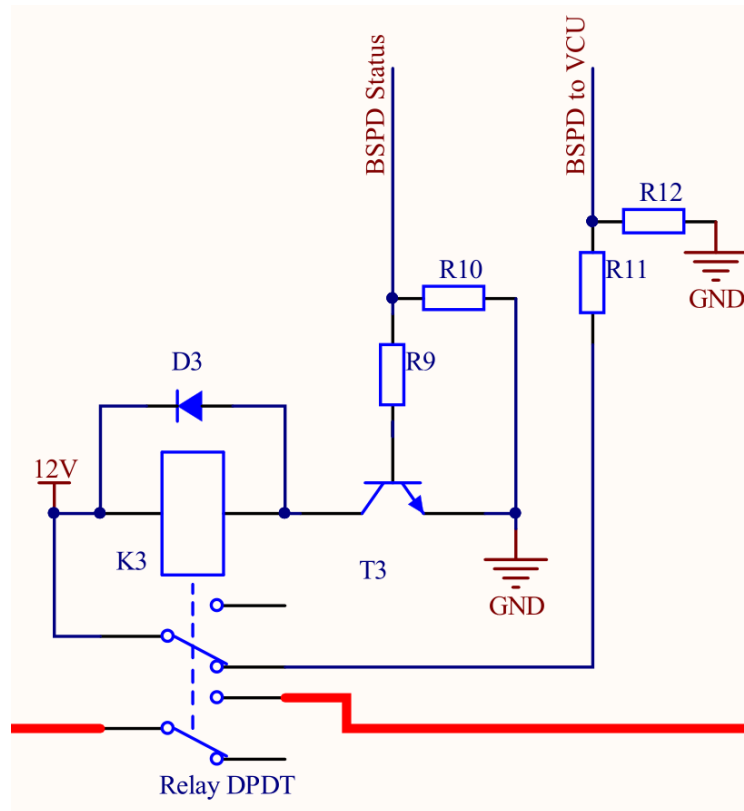 BSPD Status
BSPD to VCU
R12
R10
R11
GND
D3
R9
12V
K3
T3
GND
Relay DPDT